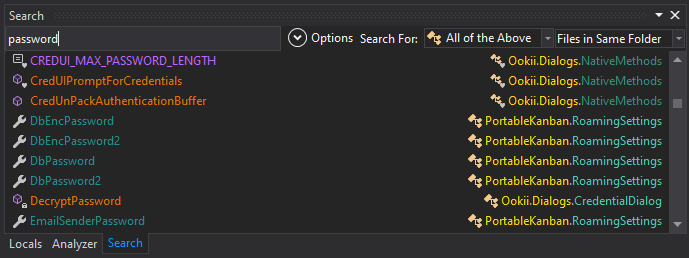 Search
password Options Search For: All of the Above Files in Same Folder
CREDUI_MAX_PASSWORD_LENGTH Ookii.Dialogs.NativeMethods
CredUIPromptForCredentials Ookii.Dialogs.NativeMethods
CredUnPackAuthenticationBuffer Ookii.Dialogs.NativeMethods
DbEncPassword PortableKanban.RoamingSettings
DbEncPassword2 PortableKanban.RoamingSettings
DbPassword PortableKanban.RoamingSettings
DbPassword2 PortableKanban.RoamingSettings
DecryptPassword Ookii.Dialogs.CredentialDialog
EmailSenderPassword PortableKanban.RoamingSettings
Locals Analyzer Search